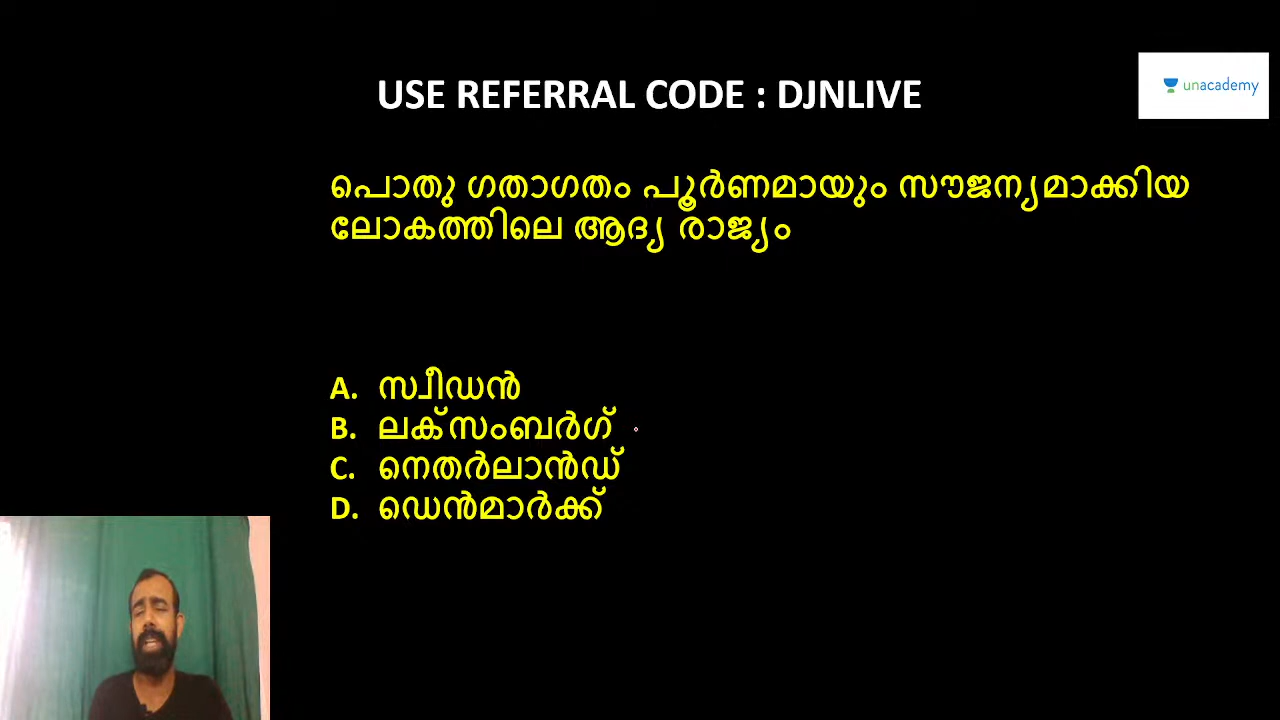 USE REFERRAL CODE : DJNLIVE
unacademy
പൊതു ഗതാഗതം പൂർണമായും സൗജന്യമാക്കിയ
ലോകത്തിലെ ആദ്യ രാജ്യം
A. സ്വീഡൻ
B. ലക്സംബർഗ്
C. നെതർലാൻഡ്
D. ഡെൻമാർക്ക്